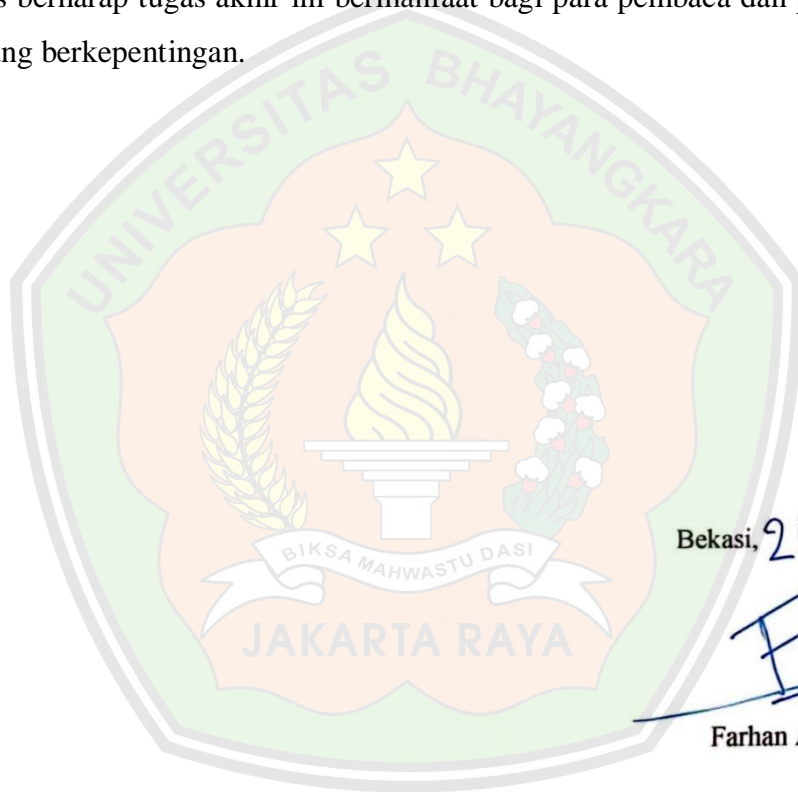 berharap tugas akhir ini bermanfaat bagi para pembaca dan
berkepentingan.
UNIVERSITAS BHAYANGKARA
BIKSA MAHWASTU DASI
JAKARTA RAYA
Bekasi, 2
Farhan